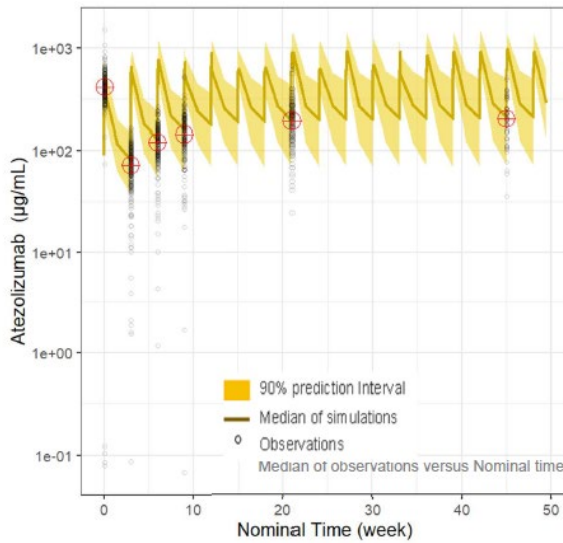 1e+03
1e+02
1e+01
1e+00
1e-01
Atezolizumab (µg/mL)
90% prediction Interval
Median of simulations
Observations
Median of observations versus Nominal time
0 10 20 30 40 50
Nominal Time (week)